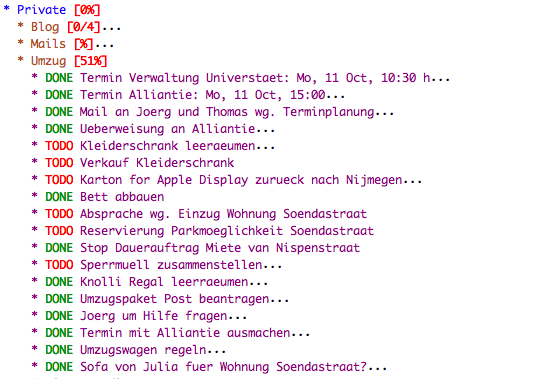 * Private [0%]
* Blog [0/4]...
* Mails [%]...
* Umzug [51%]
* DONE Termin Verwaltung Universtaet: Mo, 11 Oct, 10:30 h...
* DONE Termin Alliantie: Mo, 11 Oct, 15:00...
* DONE Mail an Joerg und Thomas wg. Terminplanung...
* DONE Ueberweisung an Alliantie...
* TODO Kleiderschrank leeraeumen...
* TODO Verkauf Kleiderschrank
* TODO Karton for Apple Display zurueck nach Nijmegen...
* DONE Bett abbauen
* TODO Absprache wg. Einzug Wohnung Soendastraat
* TODO Reservierung Parkmoeglichkeit Soendastraat
* DONE Stop Dauerauftrag Miete van Nispenstraat
* TODO Sperrmuell zusammenstellen...
* DONE Knolli Regal leerraeumen...
* DONE Umzugspaket Post beantragen...
* DONE Joerg um Hilfe fragen...
* DONE Termin mit Alliantie ausmachen...
* DONE Umzugswagen regeln...
* DONE Sofa von Julia fuer Wohnung Soendastraat?...